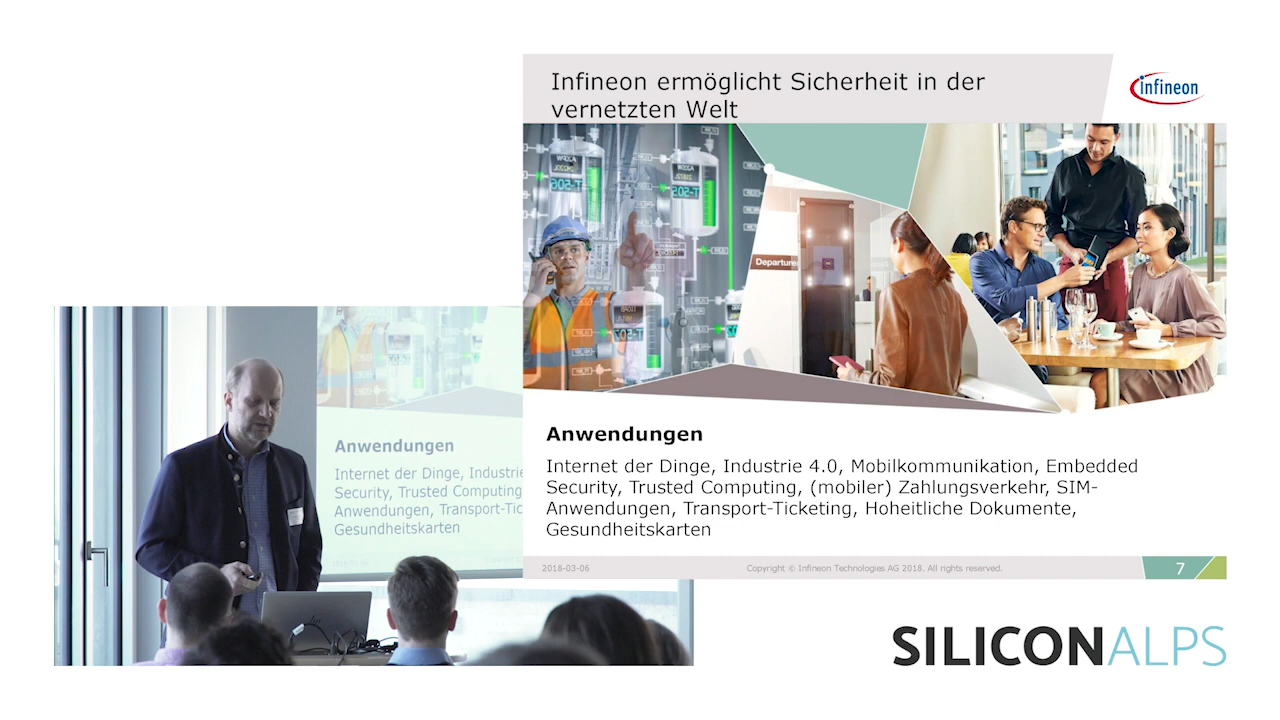 Infineon ermöglicht Sicherheit in der
vernetzten Welt
infineon
Departure
Anwendungen
Internet der Dinge, Industrie 4.0, Mobilkommunikation, Embedded
Security, Trusted Computing, (mobiler) Zahlungsverkehr, SIM-
Anwendungen, Transport-Ticketing, Hoheitliche Dokumente,
Gesundheitskarten
2018-03-06
Copyright © Infineon Technologies AG 2018. All rights reserved.
7
Anwendungen
Internet der Dinge, Industrie
Security, Trusted Computing
Anwendungen, Transport-Tic
Gesundheitskarten
SILICONALPS